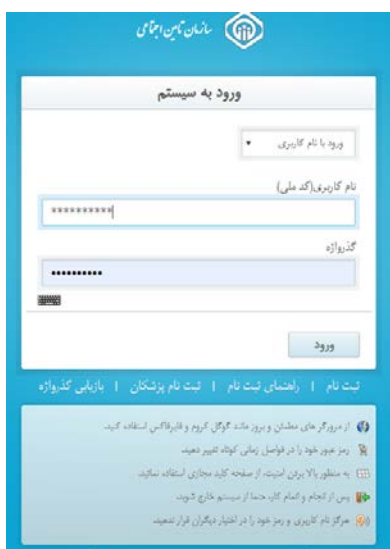 سازمان تامین اجتماعی
ورود به سیستم
ورود با نام کاربری
نام کاربری(کد ملی)
**********
گذرواژه
••••••••••
ورود
ثبت نام | راهنمای ثبت نام | ثبت نام پزشکان | بازیابی گذرواژه
از مرورگر های مطمئن و بروز مانند گوگل کروم و فایرفاکس استفاده کنید.
رمز عبور خود را در فواصل زمانی کوتاه تغییر دهید.
به منظور بالا بردن امنیت، از صفحه کلید مجازی استفاده نمائید.
پس از انجام و اتمام کار، حتما از سیستم خارج شوید.
هرگز نام کاربری و رمز خود را در اختیار دیگران قرار ندهید.